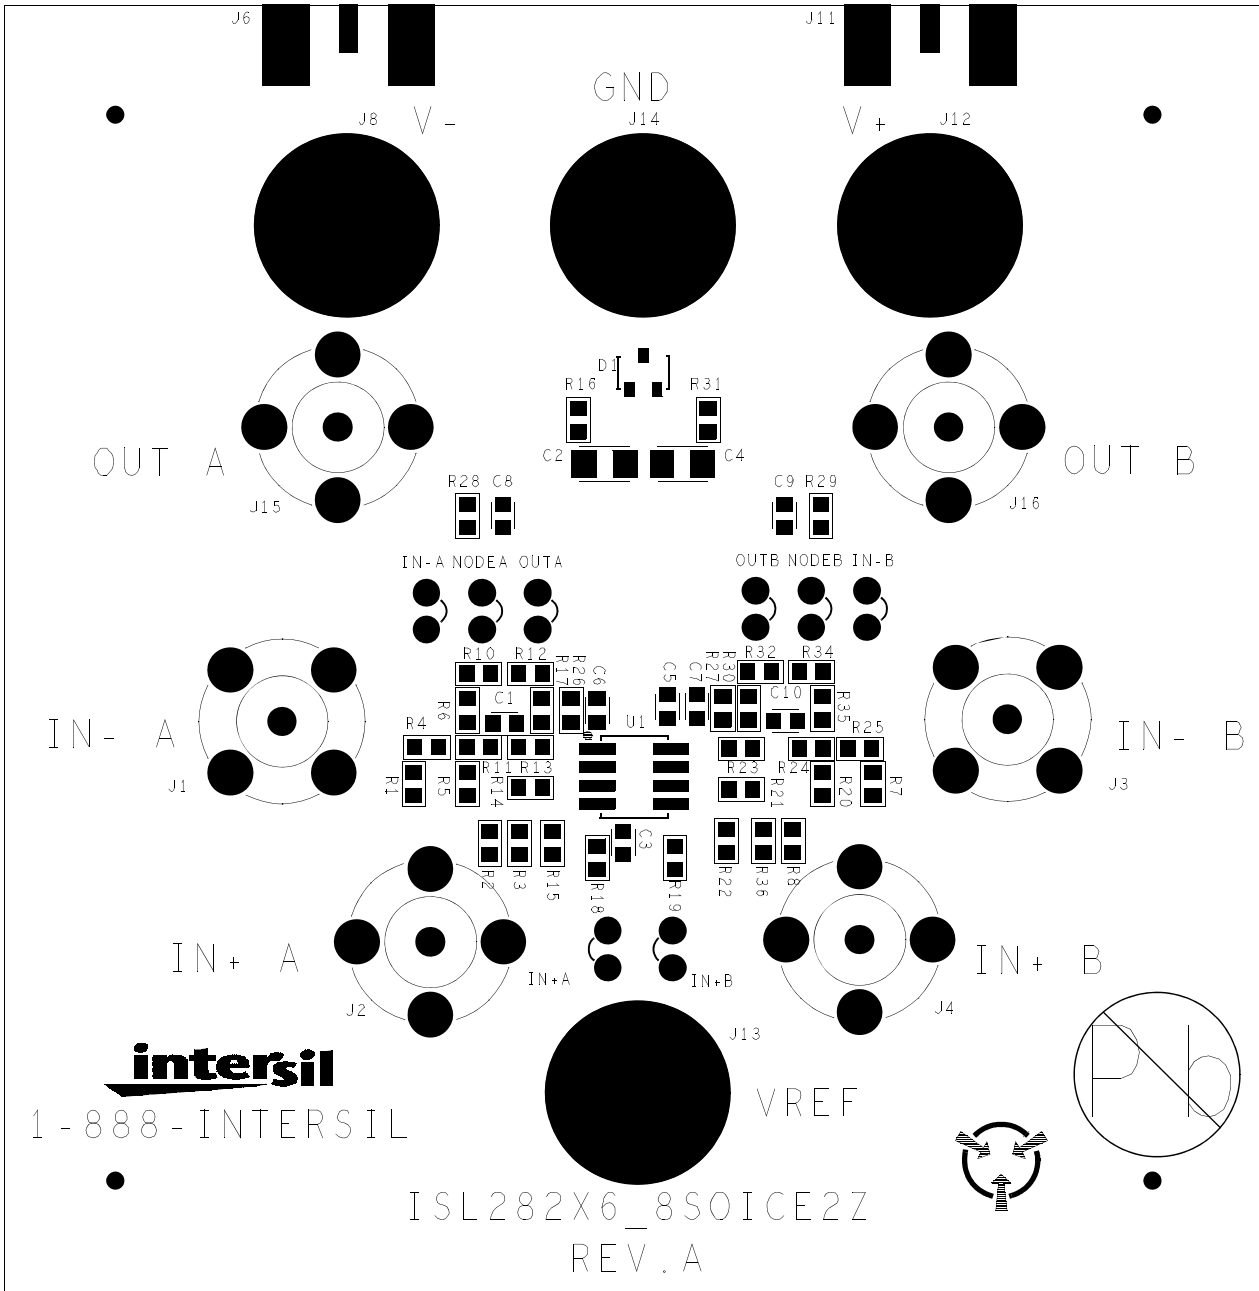 J6
J11
GND
V -
V +
J8
J14
J12
D1
R16
R31
C2
C4
OUT A
OUT B
R28 C8
C9 R29
J15
J16
IN-A NODEA OUTA
OUTB NODEB IN-B
R10 R12 R17 R26 C6
C5 C7 R27 R30 R32 R34
R6 C1
C10 R35
U1
R4
R25
IN- A
IN- B
R11 R13
R23 R24
J1
R1 R5 R14
R21 R20 R7
J3
C3
R2 R3 R15 R18
R19 R22 R36 R8
IN+ A
IN+ B
IN+A
IN+B
J2
J4
J13
Pb
intersil
VREF
1-888-INTERSIL
ISL282X6_8SOICE2Z
REV.A